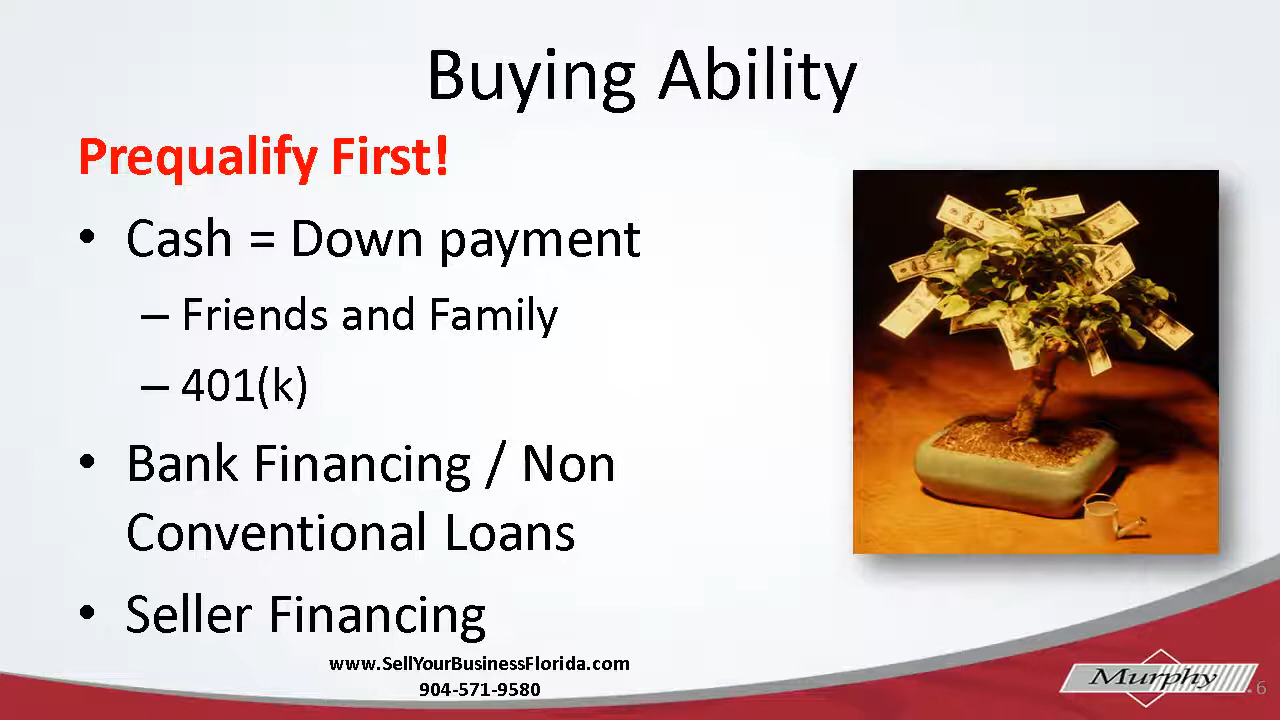 Buying Ability
Prequalify First!
• Cash = Down payment
– Friends and Family
– 401(k)
• Bank Financing / Non
Conventional Loans
• Seller Financing
www.SellYourBusinessFlorida.com
904-571-9580
Murphy
6